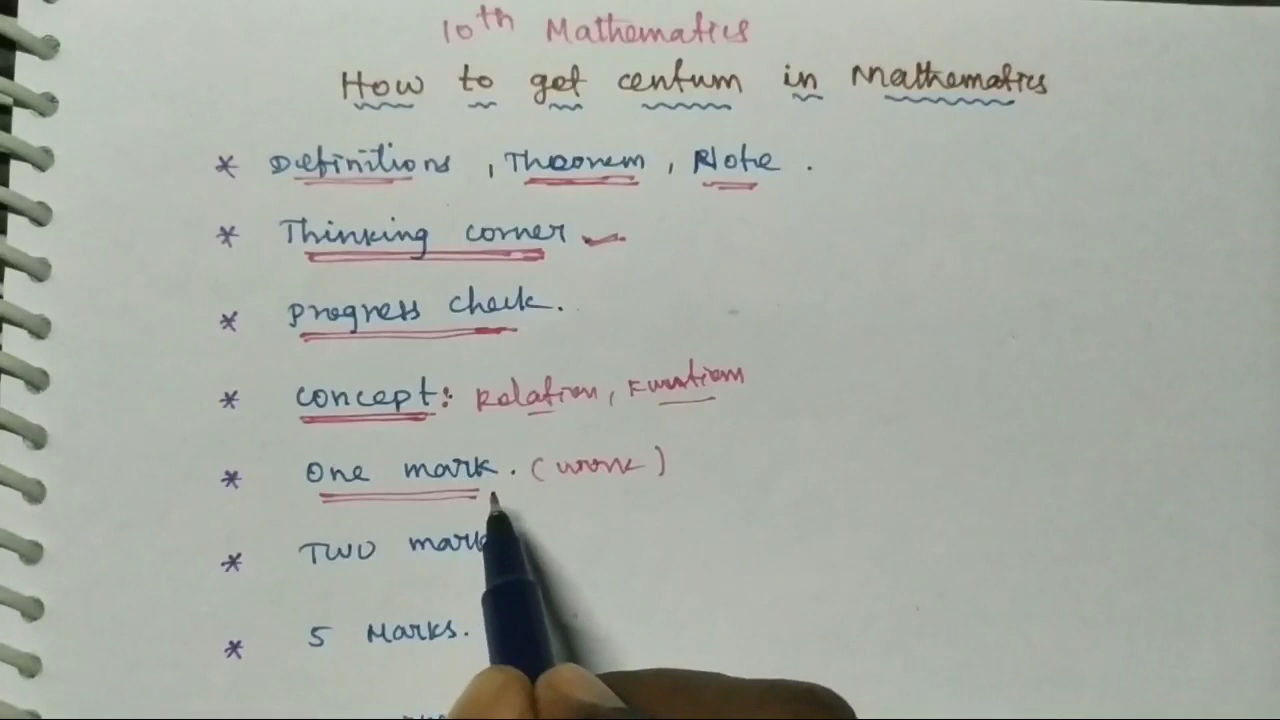 10th Mathematics
How to get centum in Mathematics
* Definitions , Theorem , Note .
* Thinking corner
* Progress check.
* concept: Relation, Function
* One mark. (work)
* Two mark
* 5 Marks.